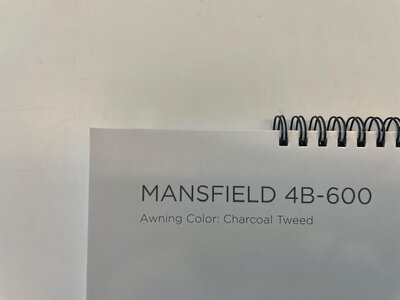 MANSFIELD 4B-600
Awning Color: Charcoal Tweed